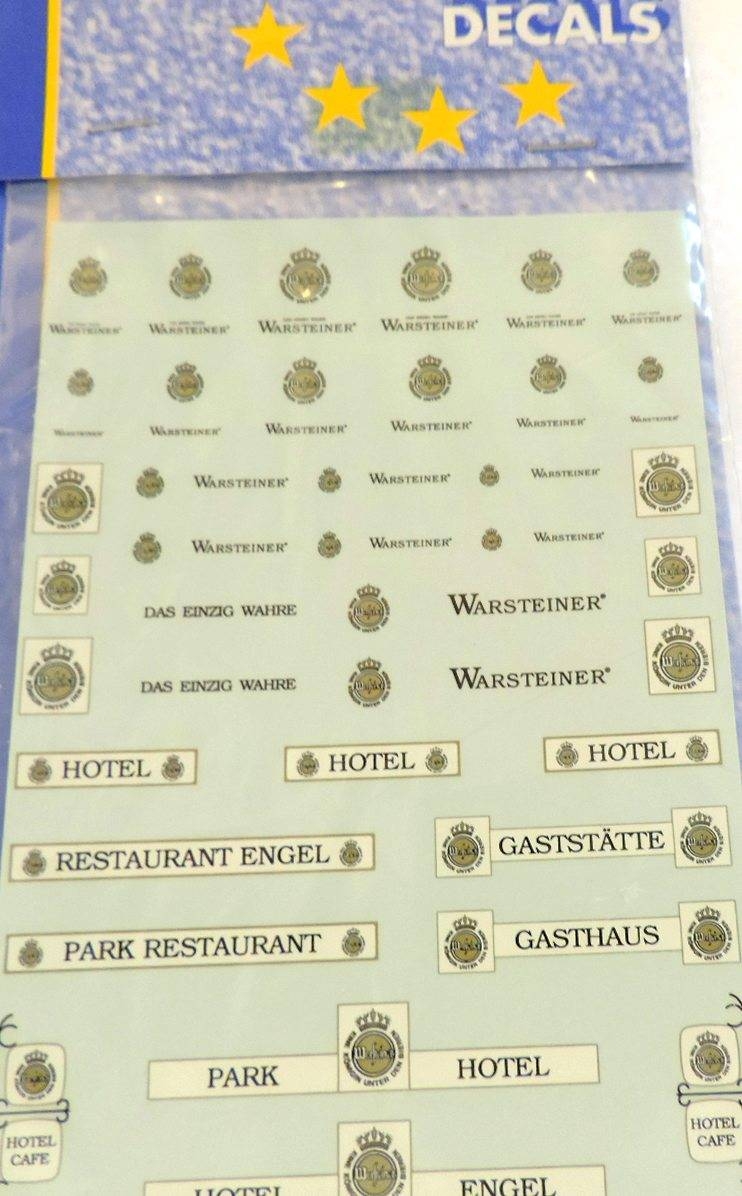 DECALS
WARSTEINER WARSTEINER WARSTEINER WARSTEINER WARSTEINER WARSTEINER
WARSTEINER WARSTEINER WARSTEINER WARSTEINER WARSTEINER WARSTEINER
WARSTEINER WARSTEINER WARSTEINER
WARSTEINER WARSTEINER WARSTEINER
DAS EINZIG WAHRE WARSTEINER
DAS EINZIG WAHRE WARSTEINER
HOTEL HOTEL HOTEL
RESTAURANT ENGEL GASTSTÄTTE
PARK RESTAURANT GASTHAUS
PARK HOTEL
HOTEL CAFE
HOTEL CAFE
HOTEL ENGEL